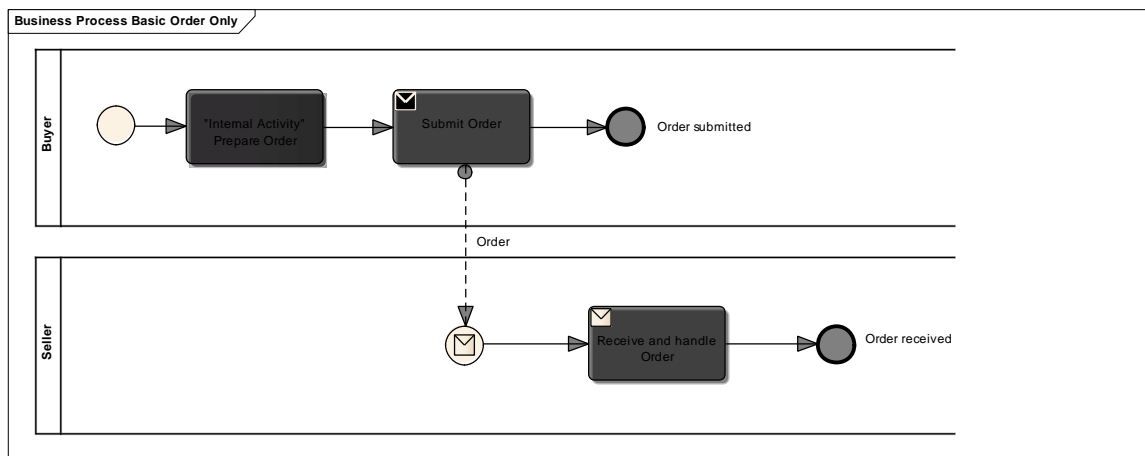 Business Process Basic Order Only
Buyer
"Internal Activity"
Prepare Order
Submit Order
Order submitted
Order
Seller
Receive and handle
Order
Order received